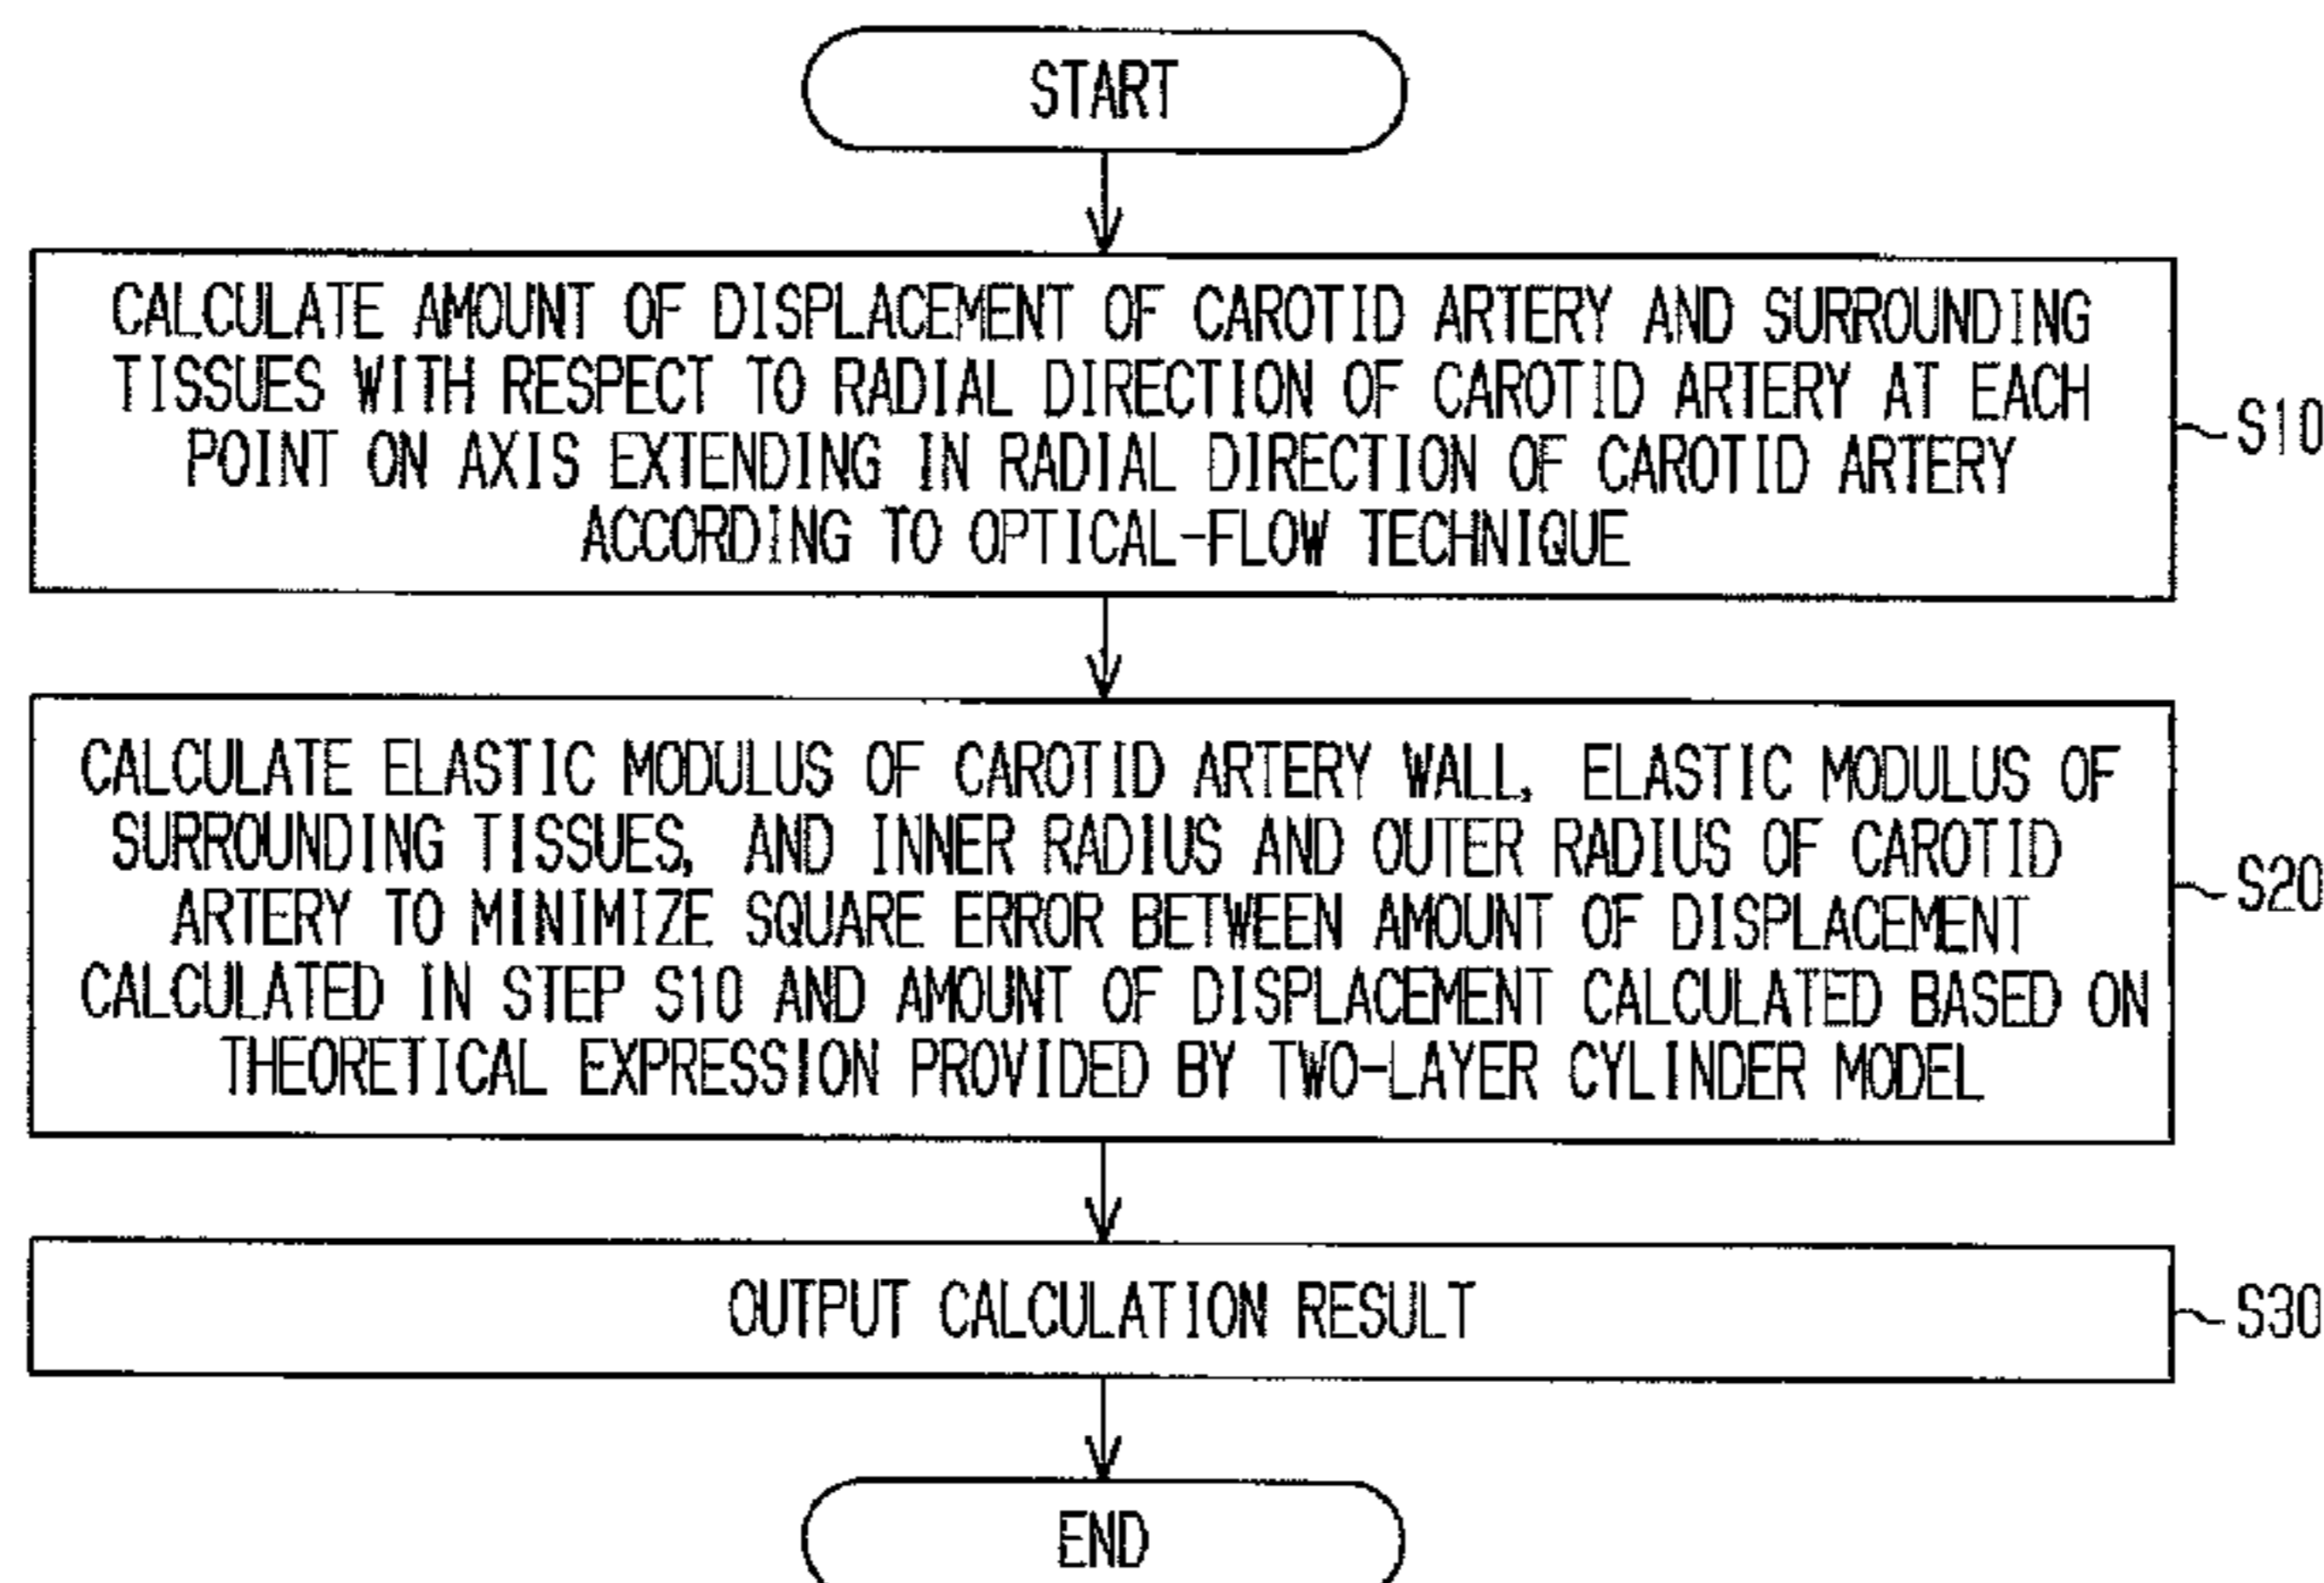 START
CALCULATE AMOUNT OF DISPLACEMENT OF CAROTID ARTERY AND SURROUNDING
TISSUES WITH RESPECT TO RADIAL DIRECTION OF CAROTID ARTERY AT EACH
POINT ON AXIS EXTENDING IN RADIAL DIRECTION OF CAROTID ARTERY
ACCORDING TO OPTICAL-FLOW TECHNIQUE
S10
CALCULATE ELASTIC MODULUS OF CAROTID ARTERY WALL, ELASTIC MODULUS OF
SURROUNDING TISSUES, AND INNER RADIUS AND OUTER RADIUS OF CAROTID
ARTERY TO MINIMIZE SQUARE ERROR BETWEEN AMOUNT OF DISPLACEMENT
CALCULATED IN STEP S10 AND AMOUNT OF DISPLACEMENT CALCULATED BASED ON
THEORETICAL EXPRESSION PROVIDED BY TWO-LAYER CYLINDER MODEL
S20
OUTPUT CALCULATION RESULT
S30
END